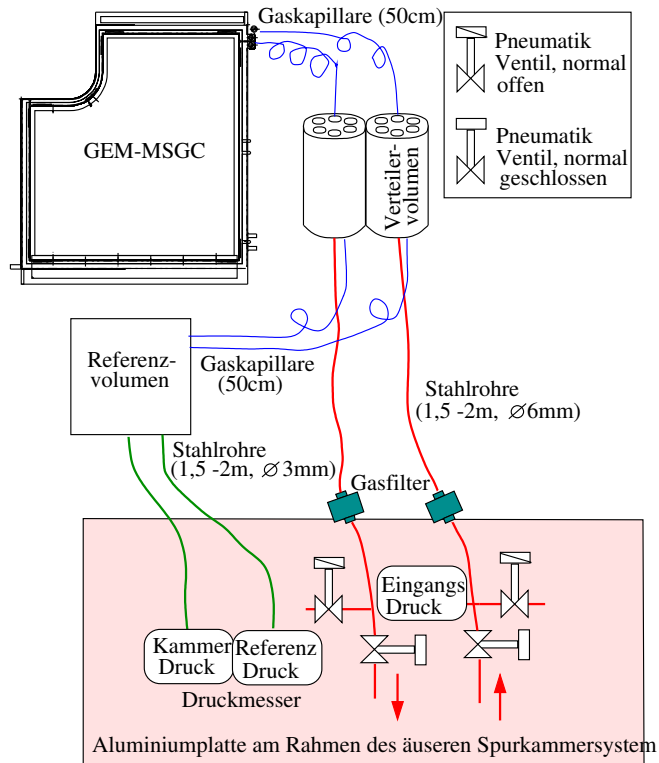 Gaskapillare (50cm)
Pneumatik
Ventil, normal
offen
Pneumatik
Ventil, normal
geschlossen
GEM-MSGC
Verteiler-
volumen
Referenz-
volumen
Gaskapillare
(50cm)
Stahlrohre
(1,5 -2m, ∅6mm)
Stahlrohre
(1,5 -2m, ∅3mm)
Gasfilter
Eingangs
Druck
Kammer
Druck
Referenz
Druck
Druckmesser
Aluminiumplatte am Rahmen des äuseren Spurkammersystem